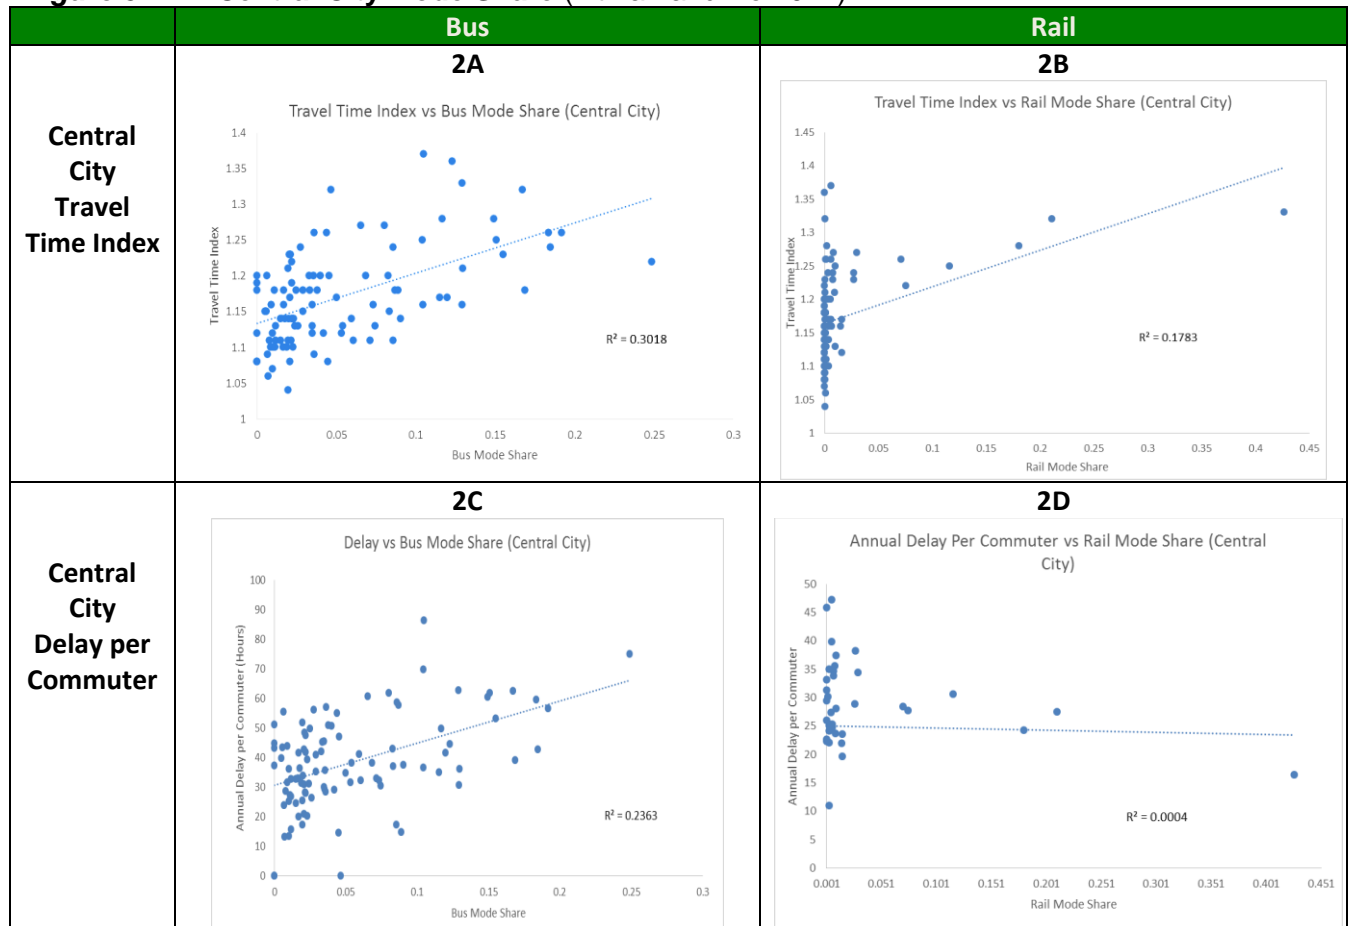 Bus
Rail
Central
City
Travel
Time Index
2A
Travel Time Index vs Bus Mode Share (Central City)
Travel Time Index
1.4
1.35
1.3
1.25
1.2
1.15
1.1
1.05
1
R² = 0.3018
0 0.05 0.1 0.15 0.2 0.25 0.3
Bus Mode Share
2B
Travel Time Index vs Rail Mode Share (Central City)
Travel Time Index
1.45
1.4
1.35
1.3
1.25
1.2
1.15
1.1
1.05
1
R² = 0.1783
0 0.05 0.1 0.15 0.2 0.25 0.3 0.35 0.4 0.45
Rail Mode Share
Central
City
Delay per
Commuter
2C
Delay vs Bus Mode Share (Central City)
Annual Delay per Commuter (Hours)
100
90
80
70
60
50
40
30
20
10
0
R² = 0.2363
0 0.05 0.1 0.15 0.2 0.25 0.3
Bus Mode Share
2D
Annual Delay Per Commuter vs Rail Mode Share (Central
City)
Annual Delay per Commuter
50
45
40
35
30
25
20
15
10
5
0
R² = 0.0004
0.001 0.051 0.101 0.151 0.201 0.251 0.301 0.351 0.401 0.451
Rail Mode Share